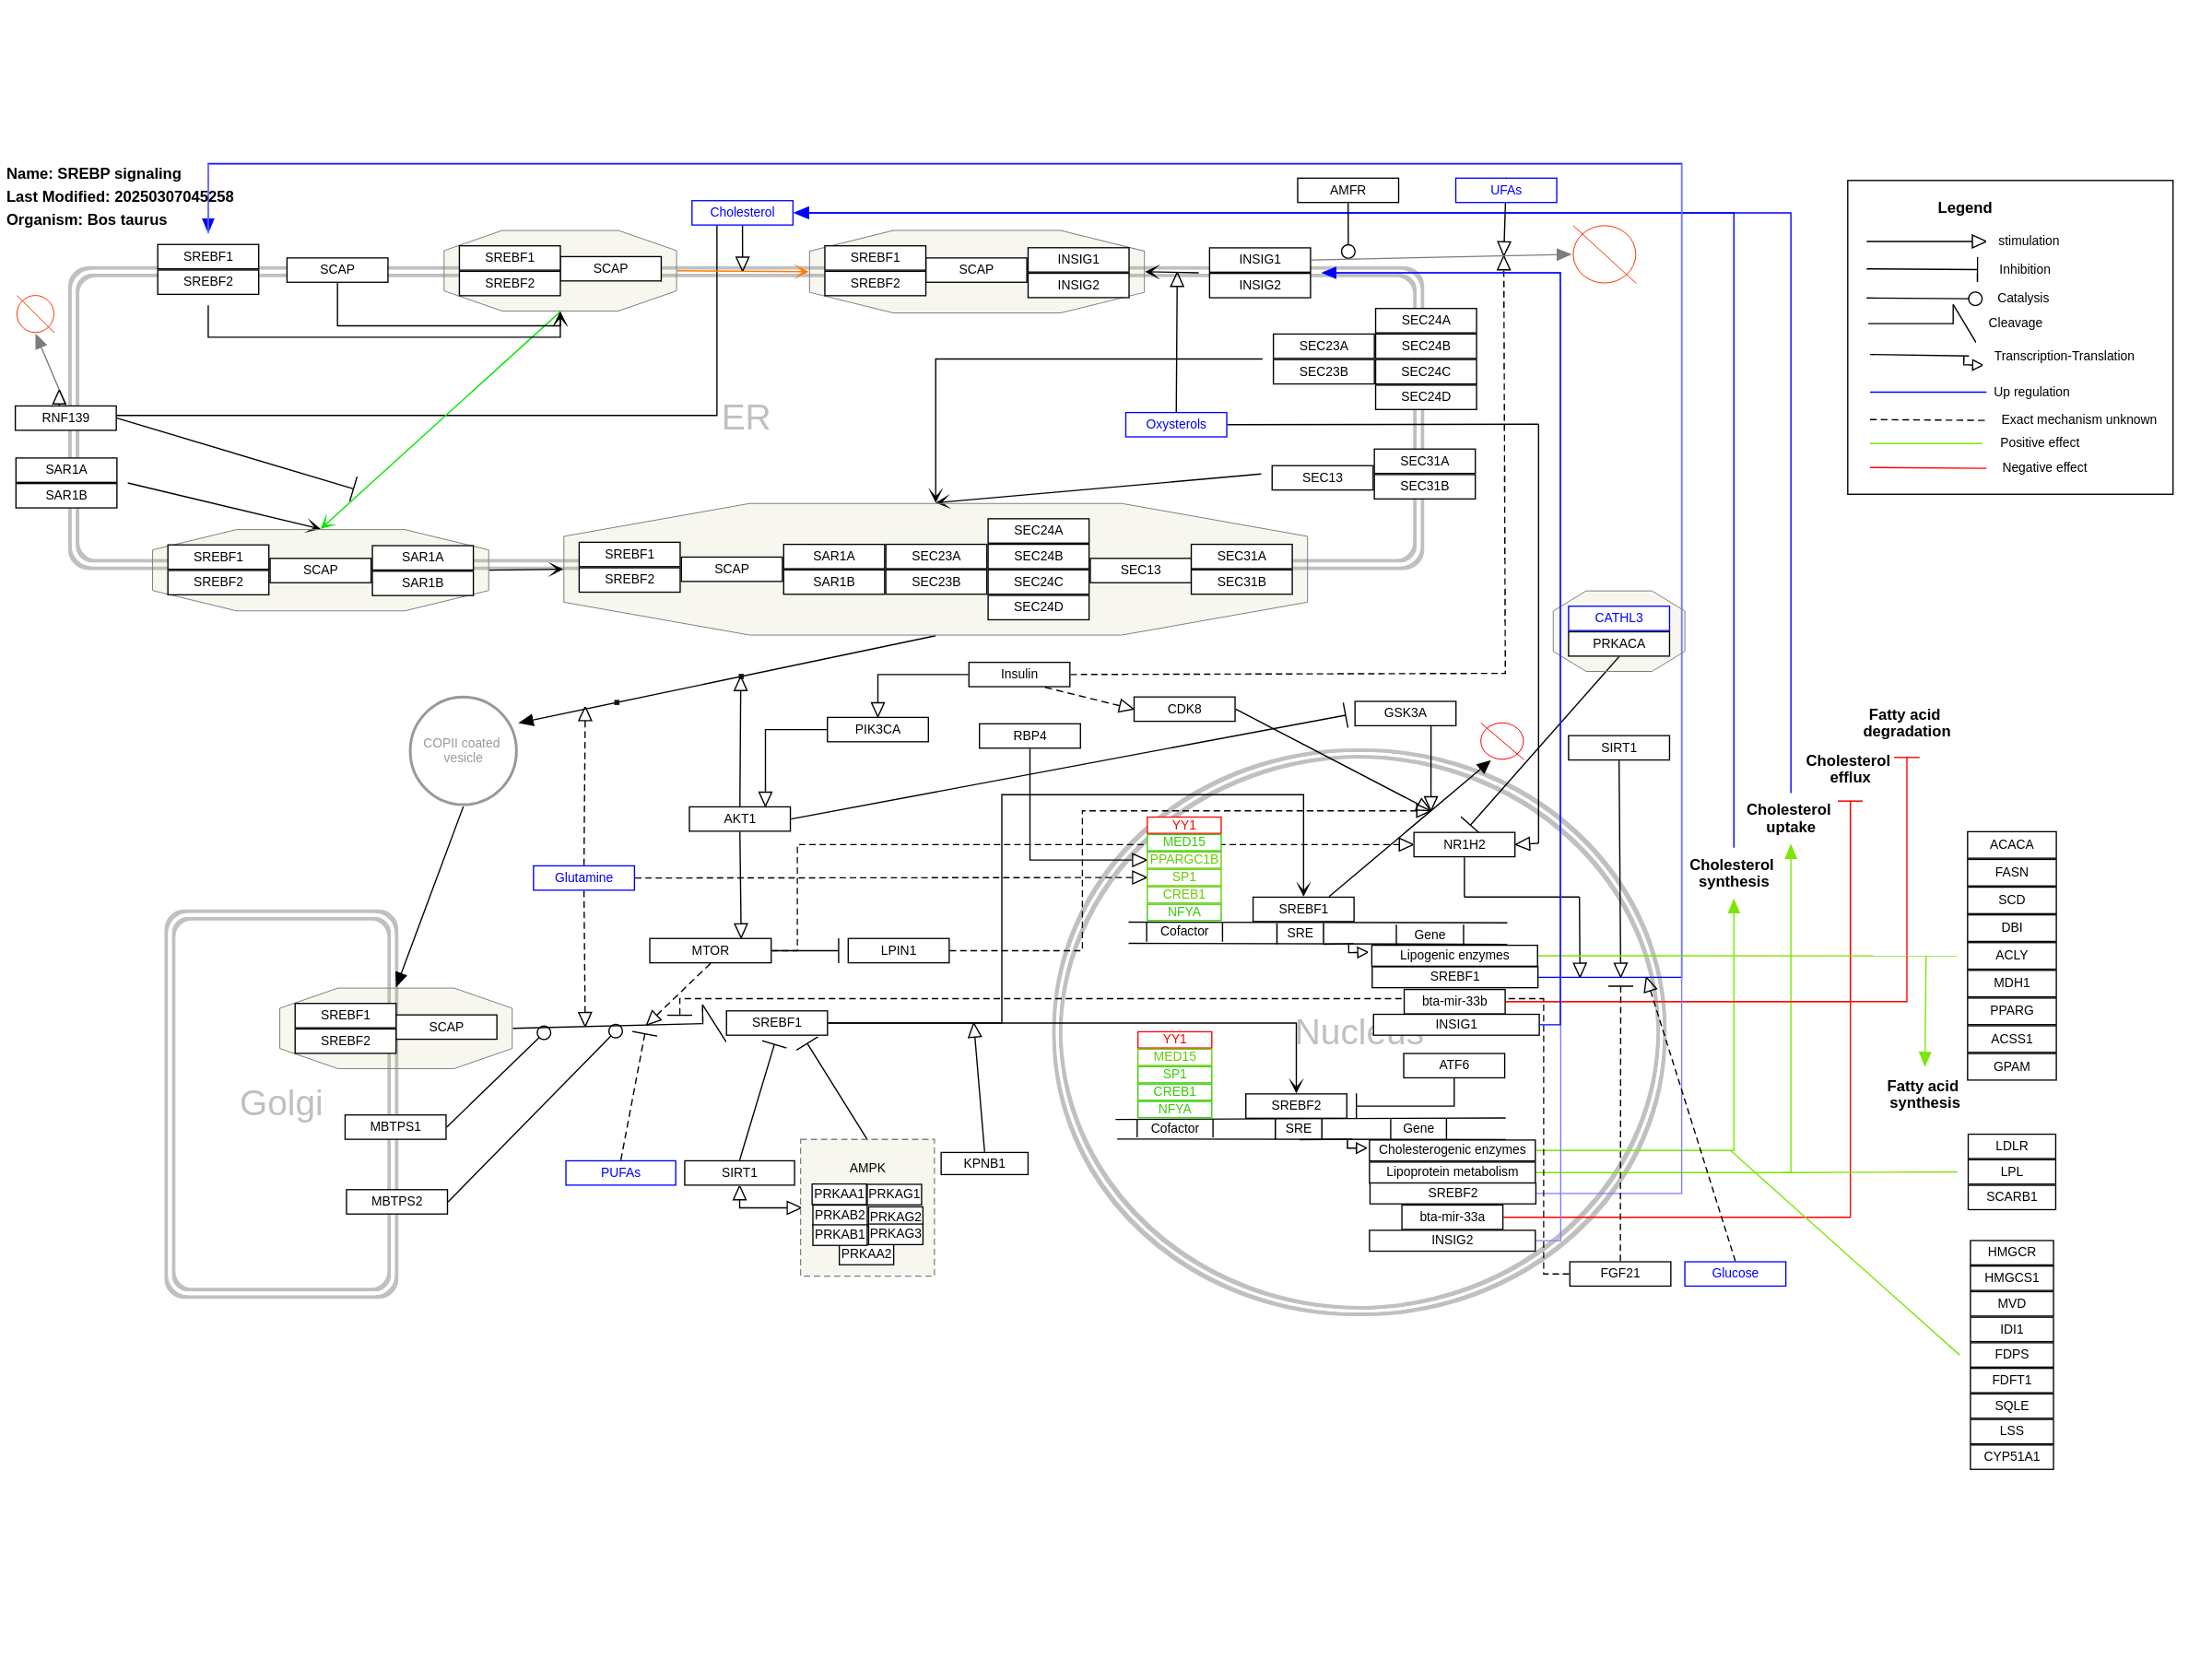 Name: SREBP signaling
Last Modified: 20250307045258
Organism: Bos taurus
SREBF1
SREBF2
SCAP
SREBF1
SREBF2
SCAP
Cholesterol
SREBF1
SREBF2
SCAP
INSIG1
INSIG2
INSIG1
INSIG2
AMFR
UFAs
Legend
stimulation
Inhibition
Catalysis
Cleavage
Transcription-Translation
Up regulation
Exact mechanism unknown
Positive effect
Negative effect
RNF139
SAR1A
SAR1B
ER
SEC23A
SEC23B
SEC24A
SEC24B
SEC24C
SEC24D
Oxysterols
SEC13
SEC31A
SEC31B
SREBF1
SREBF2
SCAP
SAR1A
SAR1B
SREBF1
SREBF2
SCAP
SAR1A
SAR1B
SEC23A
SEC23B
SEC24A
SEC24B
SEC24C
SEC24D
SEC13
SEC31A
SEC31B
CATHL3
PRKACA
Insulin
CDK8
GSK3A
PIK3CA
RBP4
SIRT1
COPII coated
vesicle
AKT1
Glutamine
MTOR
LPIN1
NR1H2
YY1
MED15
PPARGC1B
SP1
CREB1
NFYA
SREBF1
Cofactor
SRE
Gene
Lipogenic enzymes
SREBF1
bta-mir-33b
INSIG1
Nucleus
Fatty acid
degradation
Cholesterol
efflux
Cholesterol
uptake
Cholesterol
synthesis
Fatty acid
synthesis
ACACA
FASN
SCD
DBI
ACLY
MDH1
PPARG
ACSS1
GPAM
LDLR
LPL
SCARB1
HMGCR
HMGCS1
MVD
IDI1
FDPS
FDFT1
SQLE
LSS
CYP51A1
SREBF1
SREBF2
SCAP
Golgi
MBTPS1
MBTPS2
SREBF1
PUFAs
SIRT1
AMPK
PRKAA1
PRKAG1
PRKAB2
PRKAG2
PRKAB1
PRKAG3
PRKAA2
KPNB1
YY1
MED15
SP1
CREB1
NFYA
ATF6
SREBF2
Cofactor
SRE
Gene
Cholesterogenic enzymes
Lipoprotein metabolism
SREBF2
bta-mir-33a
INSIG2
FGF21
Glucose